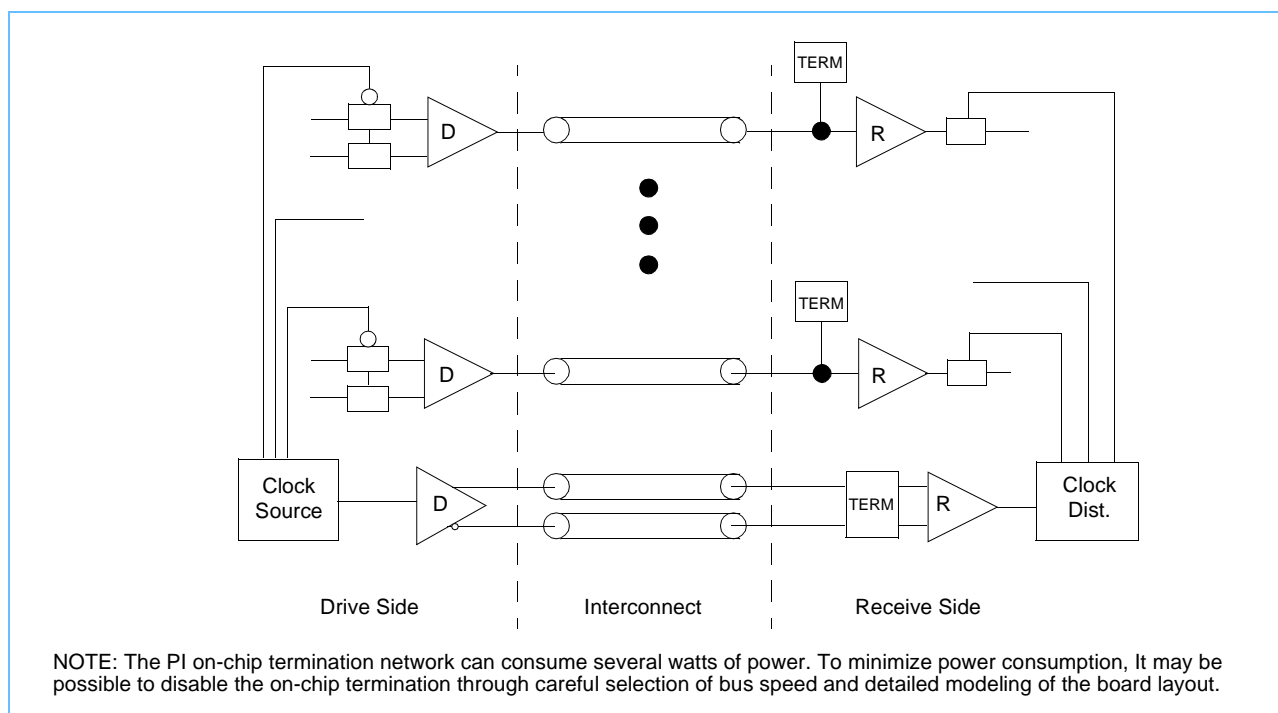 TERM
D
R
TERM
D
R
Clock
Source
D
TERM
R
Clock
Dist.
Drive Side
Interconnect
Receive Side
NOTE: The PI on-chip termination network can consume several watts of power. To minimize power consumption, It may be
possible to disable the on-chip termination through careful selection of bus speed and detailed modeling of the board layout.